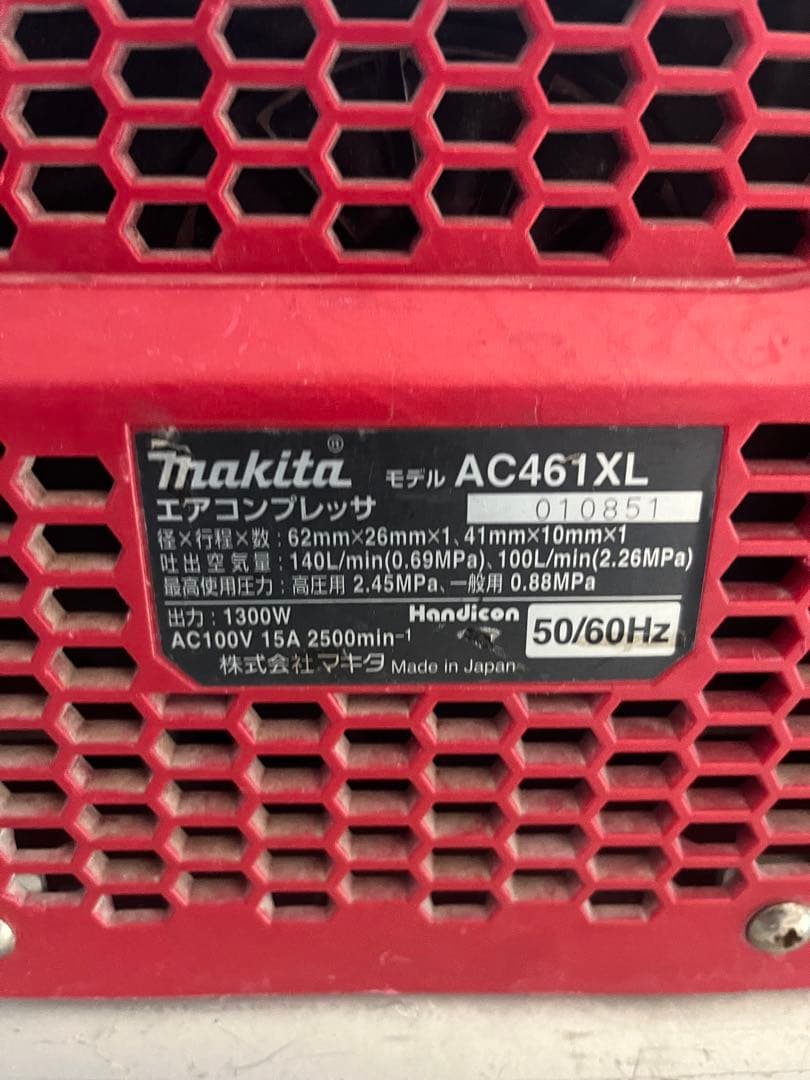 makita® モデル AC461XL
エアコンプレッサ 010851
径×行程×数 : 62mm×26mm×1、41mm×10mm×1
吐出空気量 : 140L/min(0.69MPa)、100L/min(2.26MPa)
最高使用圧力 : 高圧用 2.45MPa、一般用 0.88MPa
出力 : 1300W Handicon
AC100V 15A 2500min⁻¹ 50/60Hz
株式会社マキタ Made in Japan